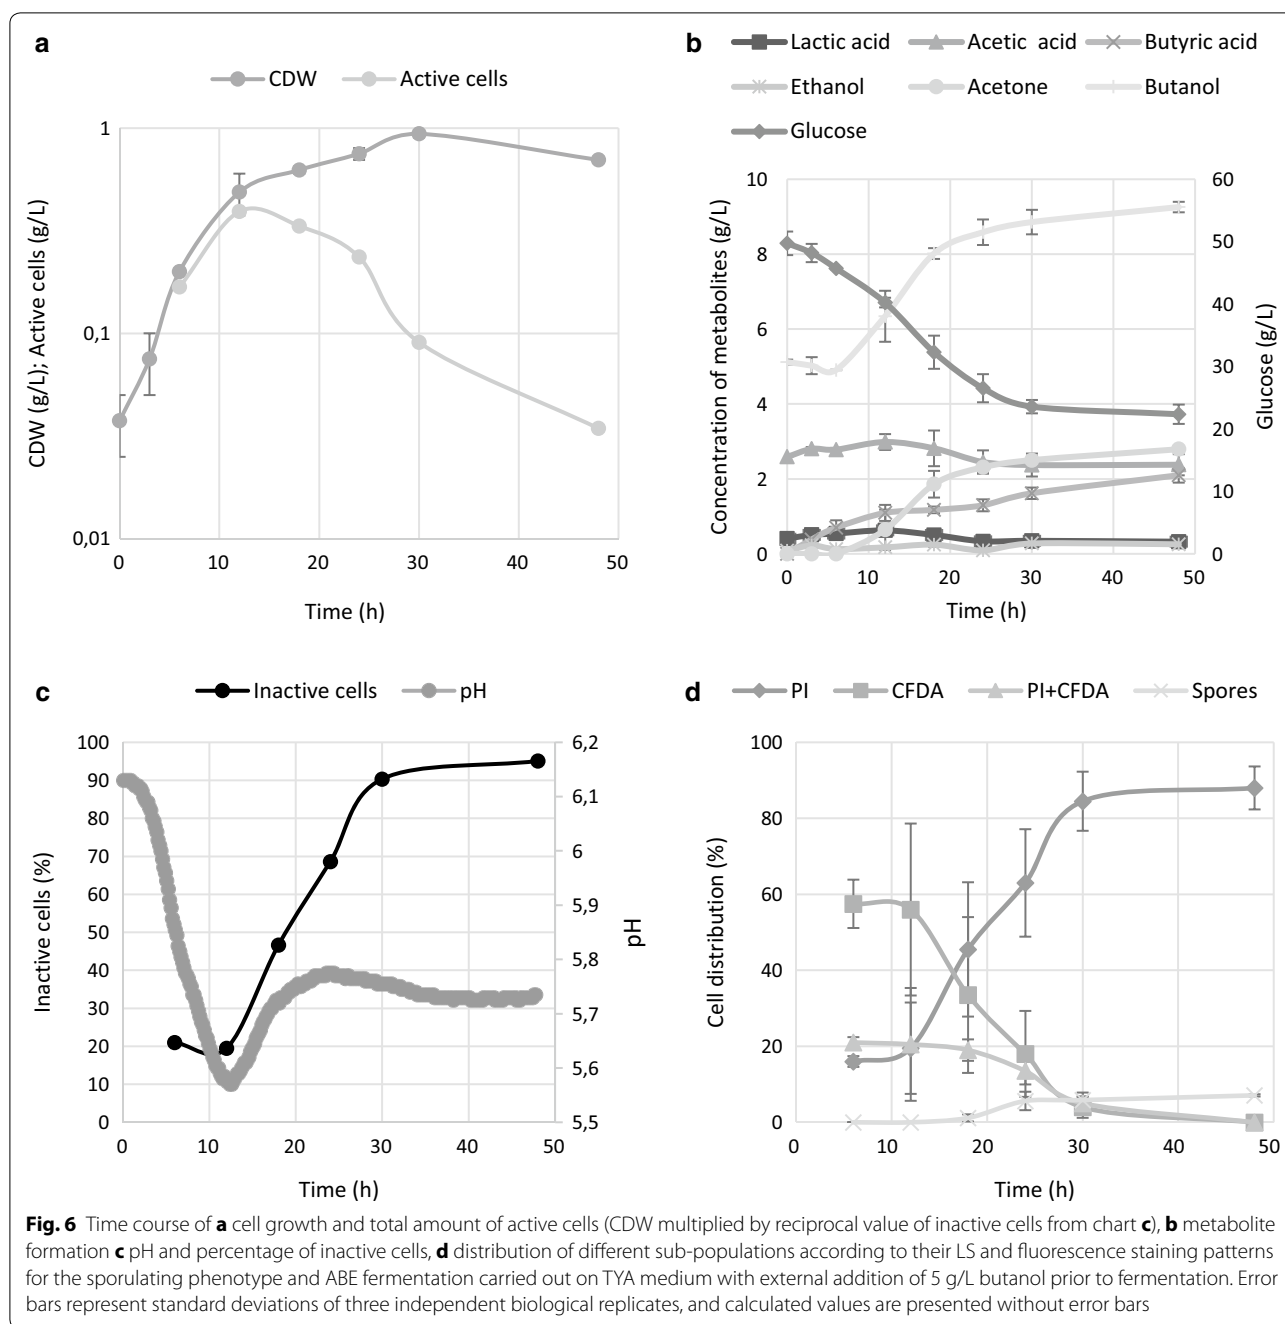 a
CDW Active cells
1
0,1
0,01
0 10 20 30 40 50
CDW (g/L); Active cells (g/L)
Time (h)
b
Lactic acid Acetic acid Butyric acid
Ethanol Acetone Butanol
Glucose
10
8
6
4
2
0
60
50
40
30
20
10
0
0 10 20 30 40 50
Concentration of metabolites (g/L)
Glucose (g/L)
Time (h)
c
Inactive cells pH
100
90
80
70
60
50
40
30
20
10
0
6,2
6,1
6
5,9
5,8
5,7
5,6
5,5
0 10 20 30 40 50
Inactive cells (%)
pH
Time (h)
d
PI CFDA PI+CFDA Spores
100
80
60
40
20
0
0 10 20 30 40 50
Cell distribution (%)
Time (h)
Fig. 6 Time course of a cell growth and total amount of active cells (CDW multiplied by reciprocal value of inactive cells from chart c), b metabolite
formation c pH and percentage of inactive cells, d distribution of different sub-populations according to their LS and fluorescence staining patterns
for the sporulating phenotype and ABE fermentation carried out on TYA medium with external addition of 5 g/L butanol prior to fermentation. Error
bars represent standard deviations of three independent biological replicates, and calculated values are presented without error bars